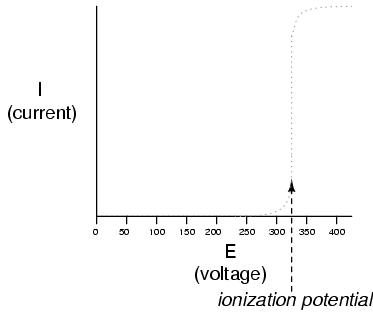 I
(current)
0 50 100 150 200 250 300 350 400
E
(voltage)
ionization potential